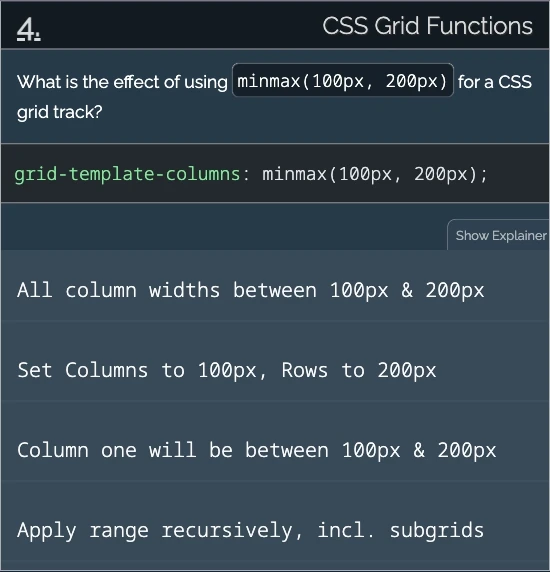 4.
CSS Grid Functions
What is the effect of using minmax(100px, 200px) for a CSS
grid track?
grid-template-columns: minmax(100px, 200px);
Show Explainer
All column widths between 100px & 200px
Set Columns to 100px, Rows to 200px
Column one will be between 100px & 200px
Apply range recursively, incl. subgrids